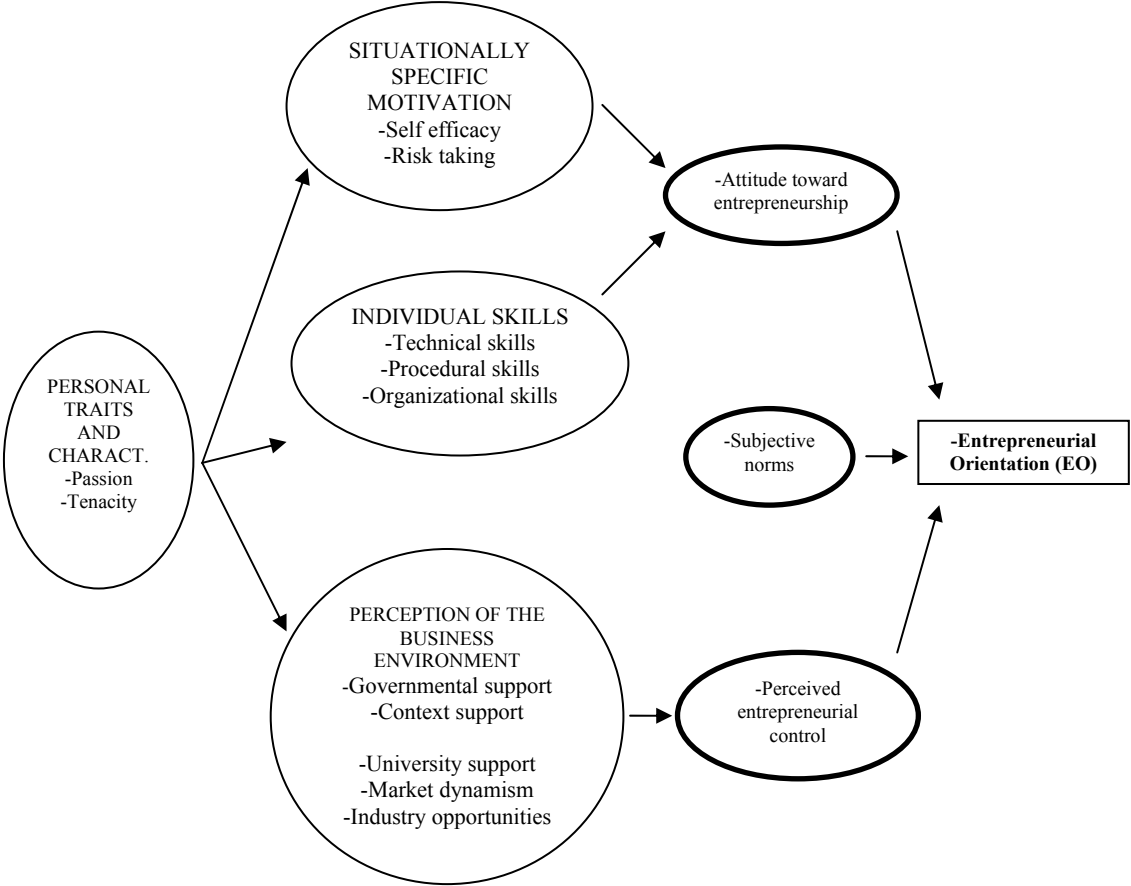 SITUATIONALLY
SPECIFIC
MOTIVATION
-Self efficacy
-Risk taking
-Attitude toward
entrepreneurship
INDIVIDUAL SKILLS
-Technical skills
-Procedural skills
-Organizational skills
PERSONAL
TRAITS
AND
CHARACT.
-Passion
-Tenacity
-Subjective
norms
-Entrepreneurial
Orientation (EO)
PERCEPTION OF THE
BUSINESS
ENVIRONMENT
-Governmental support
-Context support
-University support
-Market dynamism
-Industry opportunities
-Perceived
entrepreneurial
control